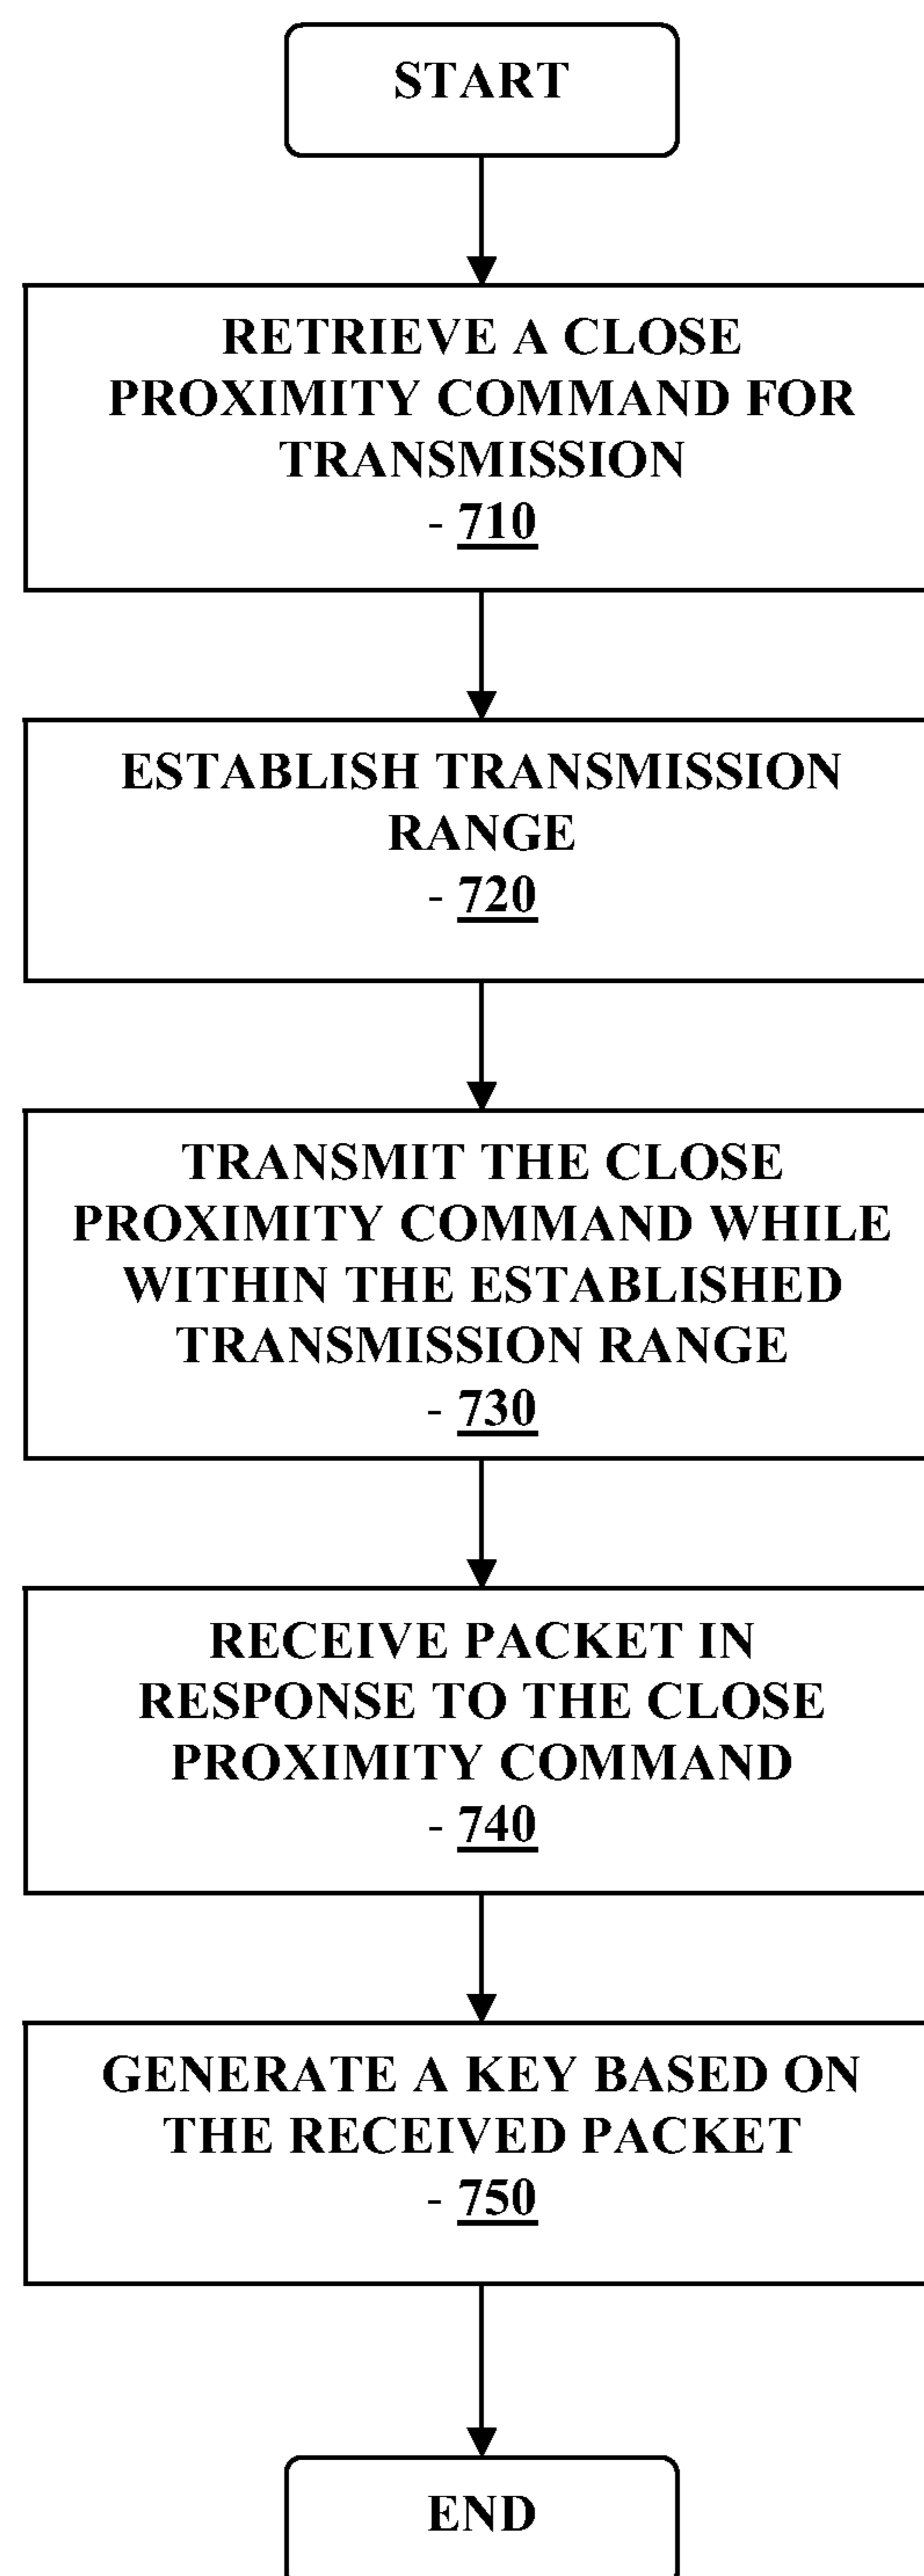 START
RETRIEVE A CLOSE
PROXIMITY COMMAND FOR
TRANSMISSION
- 710
ESTABLISH TRANSMISSION
RANGE
- 720
TRANSMIT THE CLOSE
PROXIMITY COMMAND WHILE
WITHIN THE ESTABLISHED
TRANSMISSION RANGE
- 730
RECEIVE PACKET IN
RESPONSE TO THE CLOSE
PROXIMITY COMMAND
- 740
GENERATE A KEY BASED ON
THE RECEIVED PACKET
- 750
END